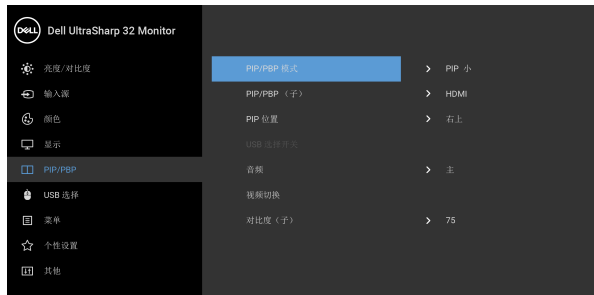 DELL Dell UltraSharp 32 Monitor
亮度/对比度
PIP/PBP 模式 PIP 小
输入源
PIP/PBP （子） HDMI
颜色
PIP 位置 右上
显示
USB 选择开关
PIP/PBP
音频 主
USB 选择
视频切换
菜单
对比度（子） 75
个性设置
其他